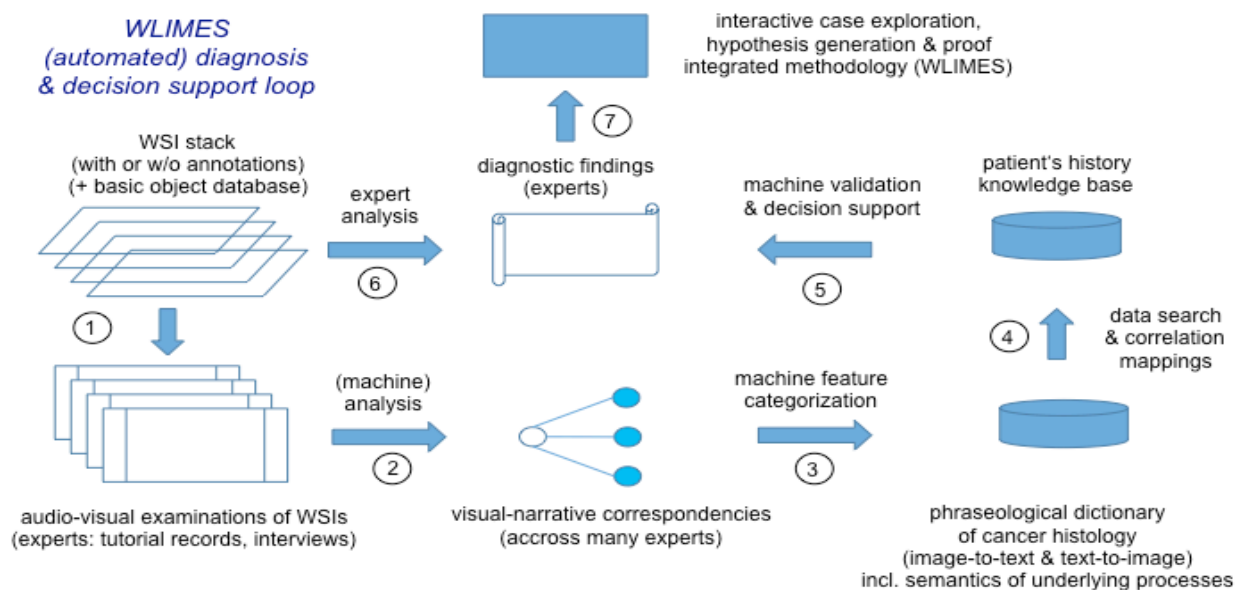 WLIMES
(automated) diagnosis
& decision support loop
interactive case exploration,
hypothesis generation & proof
integrated methodology (WLIMES)
7
WSI stack
(with or w/o annotations)
(+ basic object database)
expert
analysis
6
diagnostic findings
(experts)
machine validation
& decision support
5
patient's history
knowledge base
1
4
data search
& correlation
mappings
(machine)
analysis
2
machine feature
categorization
3
audio-visual examinations of WSIs
(experts: tutorial records, interviews)
visual-narrative correspondencies
(accross many experts)
phraseological dictionary
of cancer histology
(image-to-text & text-to-image)
incl. semantics of underlying processes